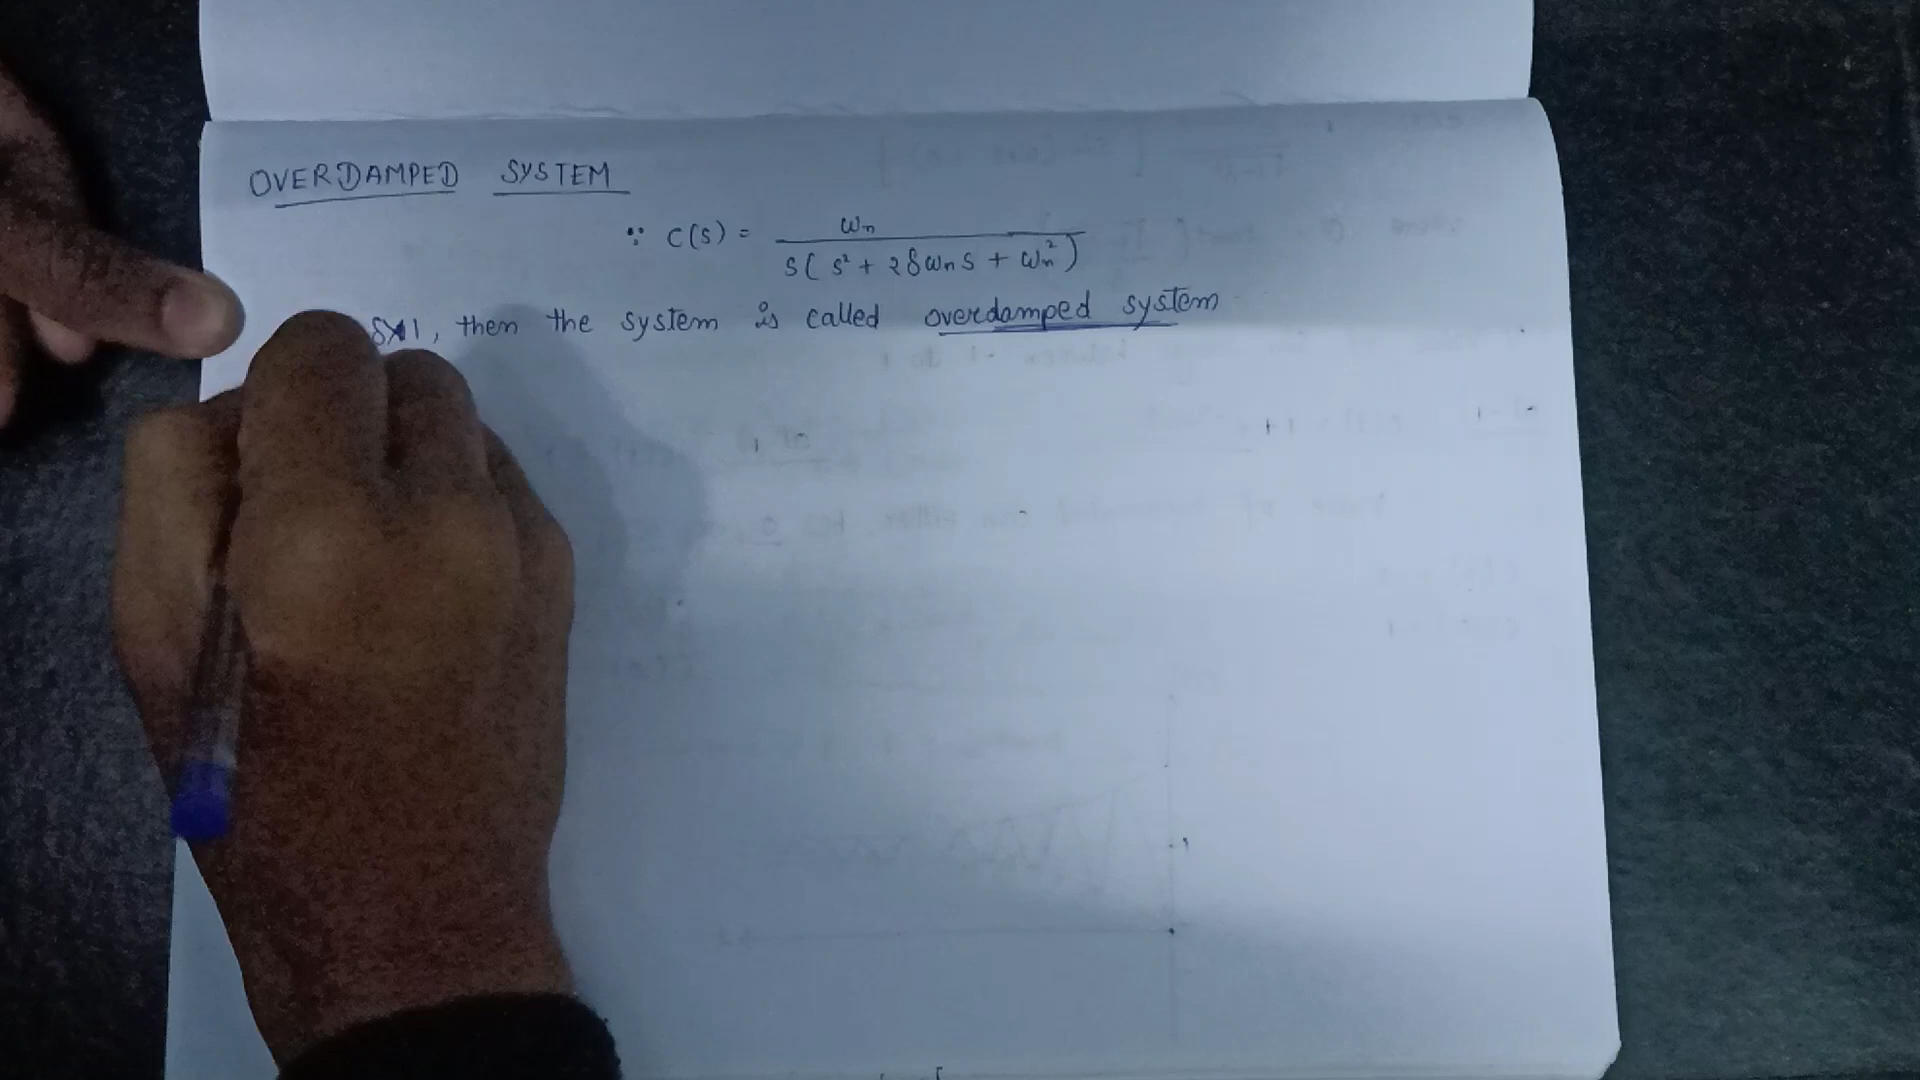 OVERDAMPED SYSTEM
∵ C(s) = ωn / s(s² + 2δωns + ωn²)
δ>1, then the system is called overdamped system